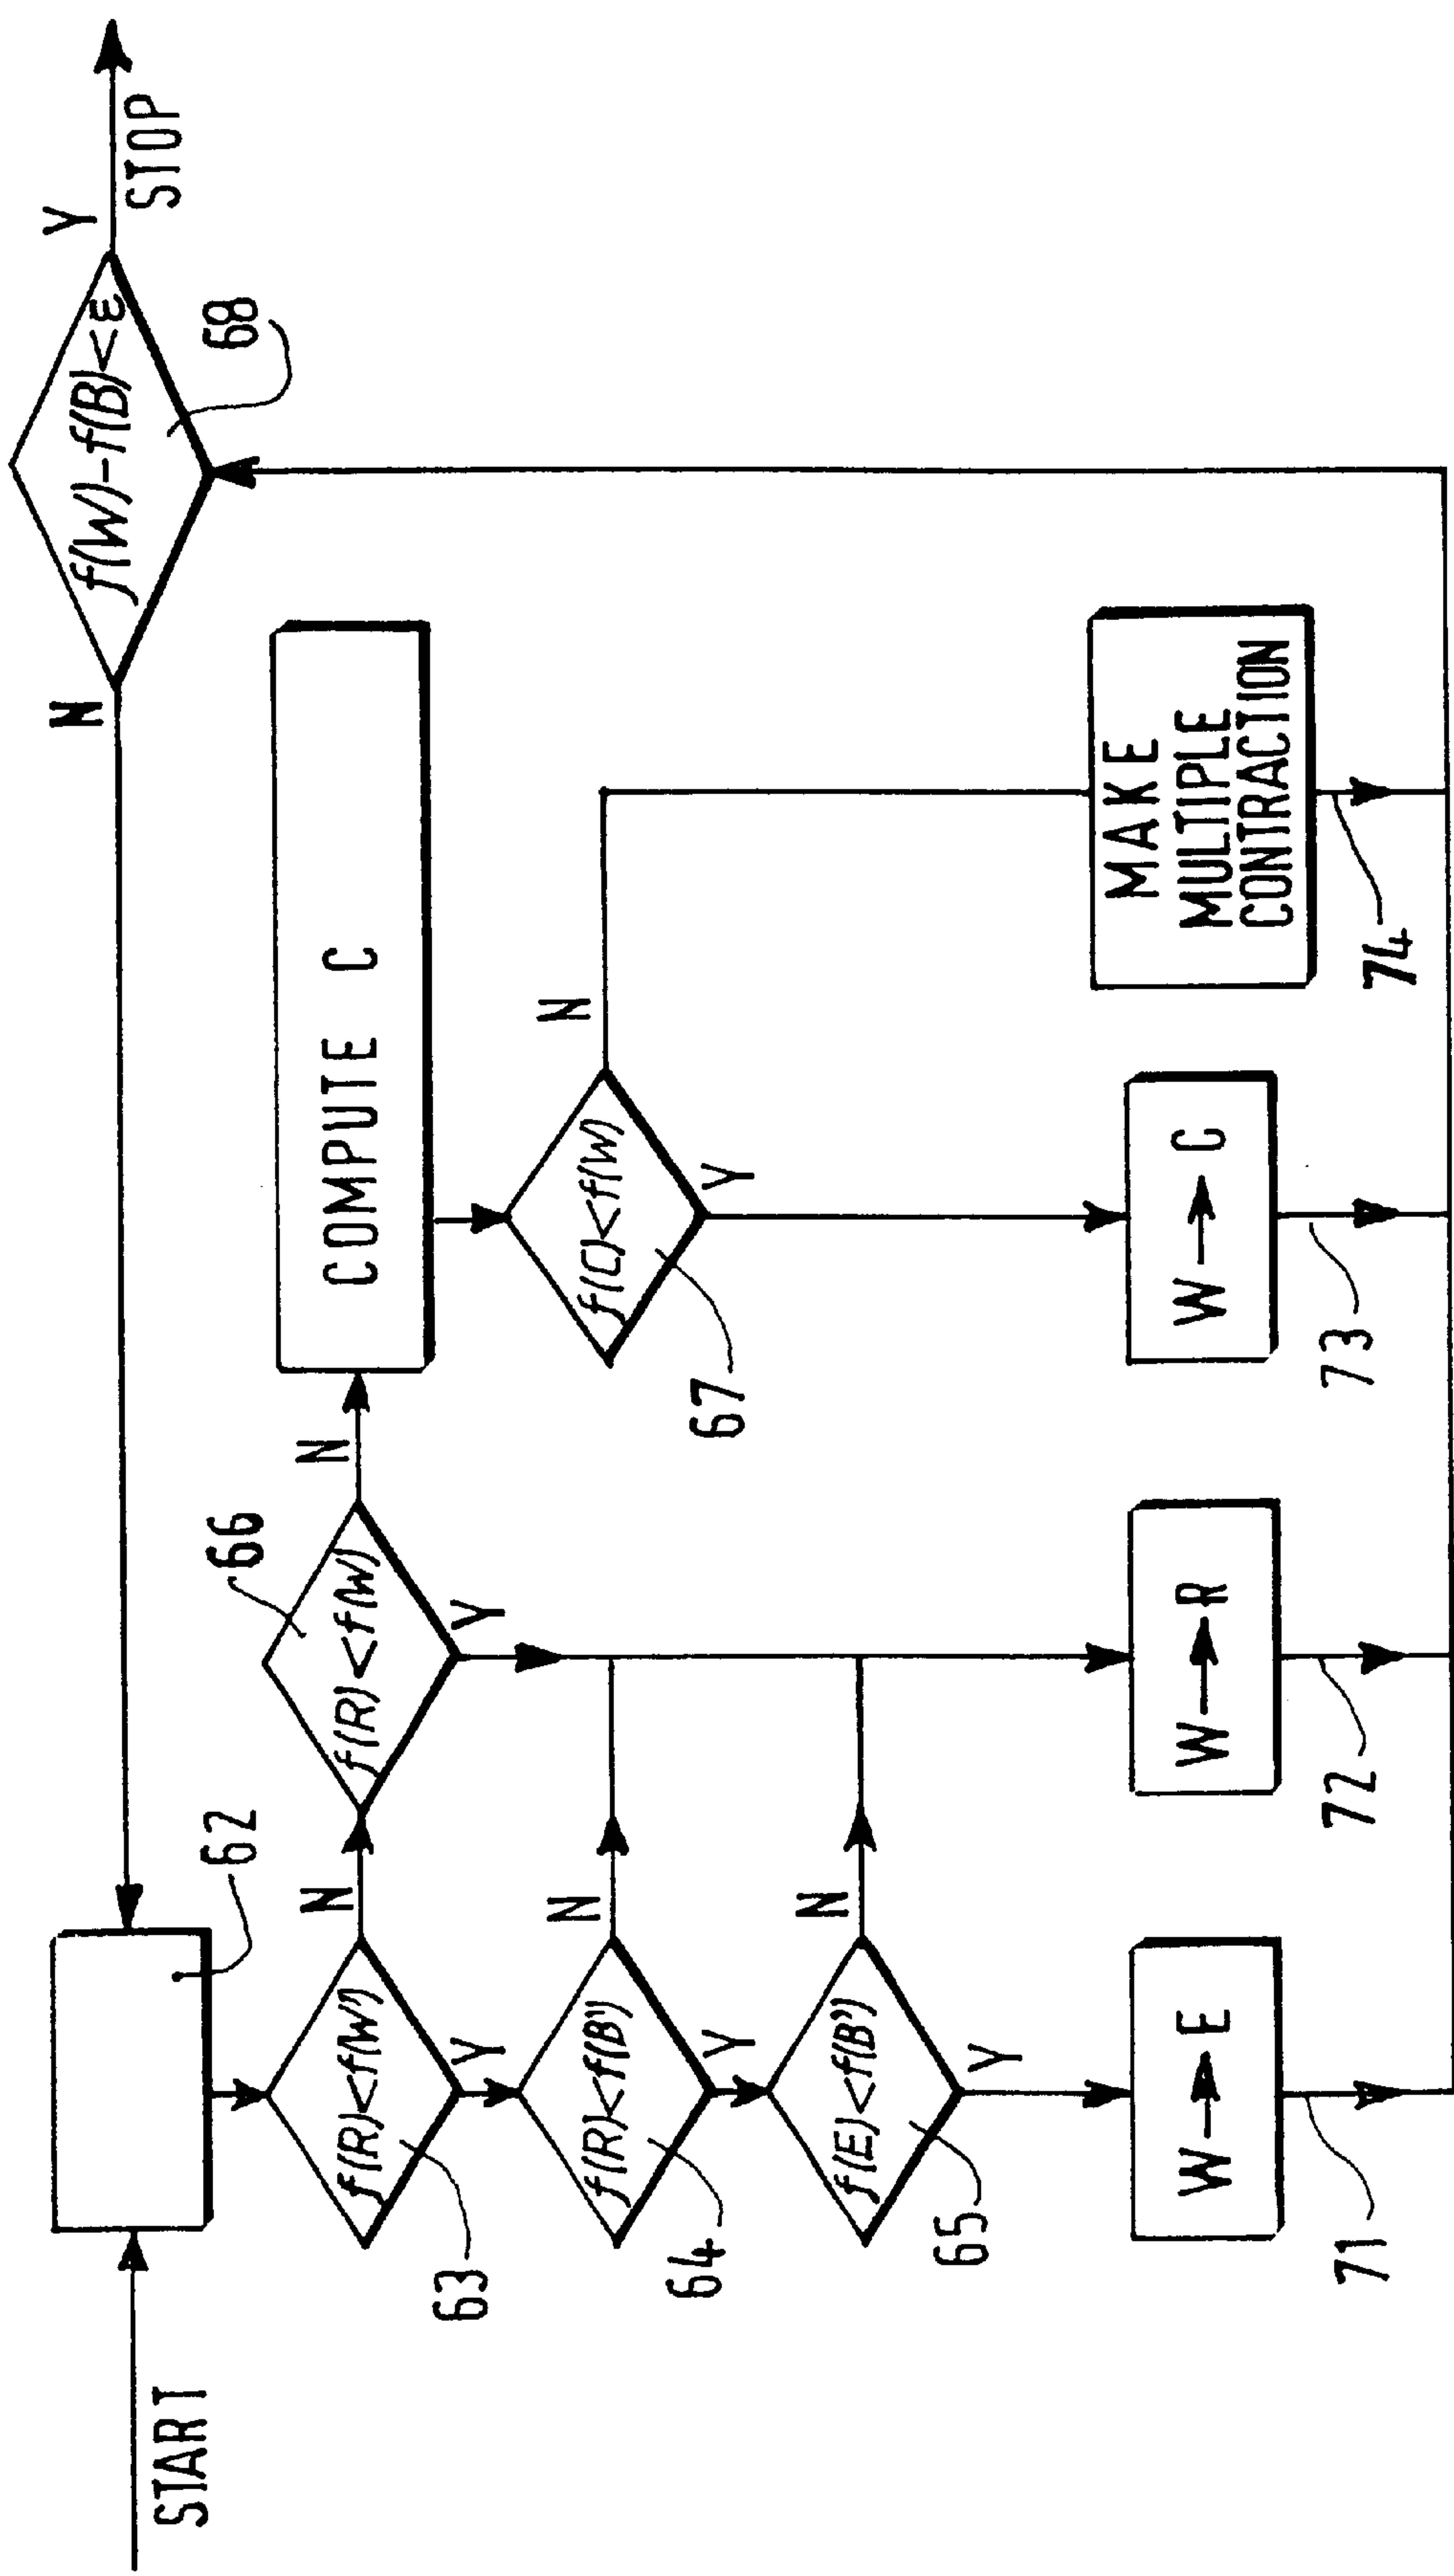 START
62
N
f(W)-f(B)<ε
Y
STOP
68
f(R)<f(W')
N
63
Y
f(R)<f(W)
66
N
Y
COMPUTE C
f(R)<f(B')
N
64
Y
f(C)<f(W)
N
67
Y
f(E)<f(B')
N
65
Y
W→E
W→R
W→C
MAKE
MULTIPLE
CONTRACTION
71
72
73
74